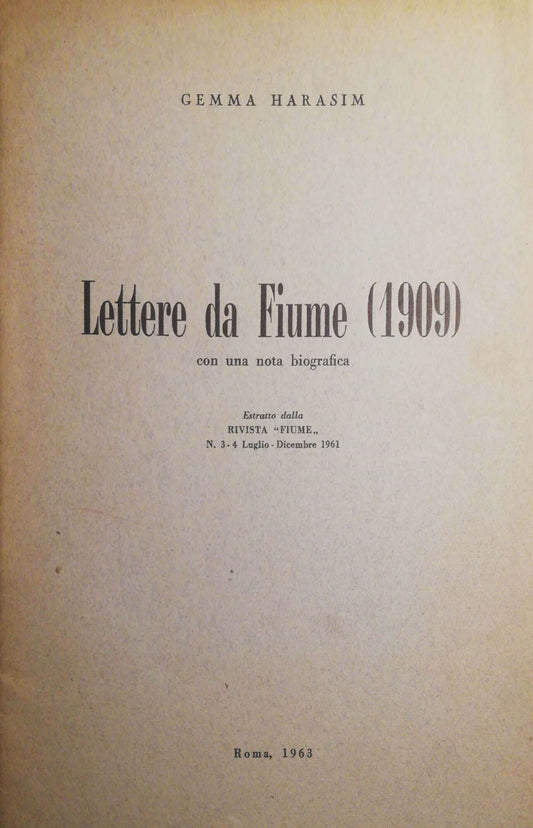 GEMMA HARASIM
Lettere da Fiume (1909)
con una nota biografica
Estratto dalla
RIVISTA “FIUME„
N. 3-4 Luglio-Dicembre 1961
Roma, 1963